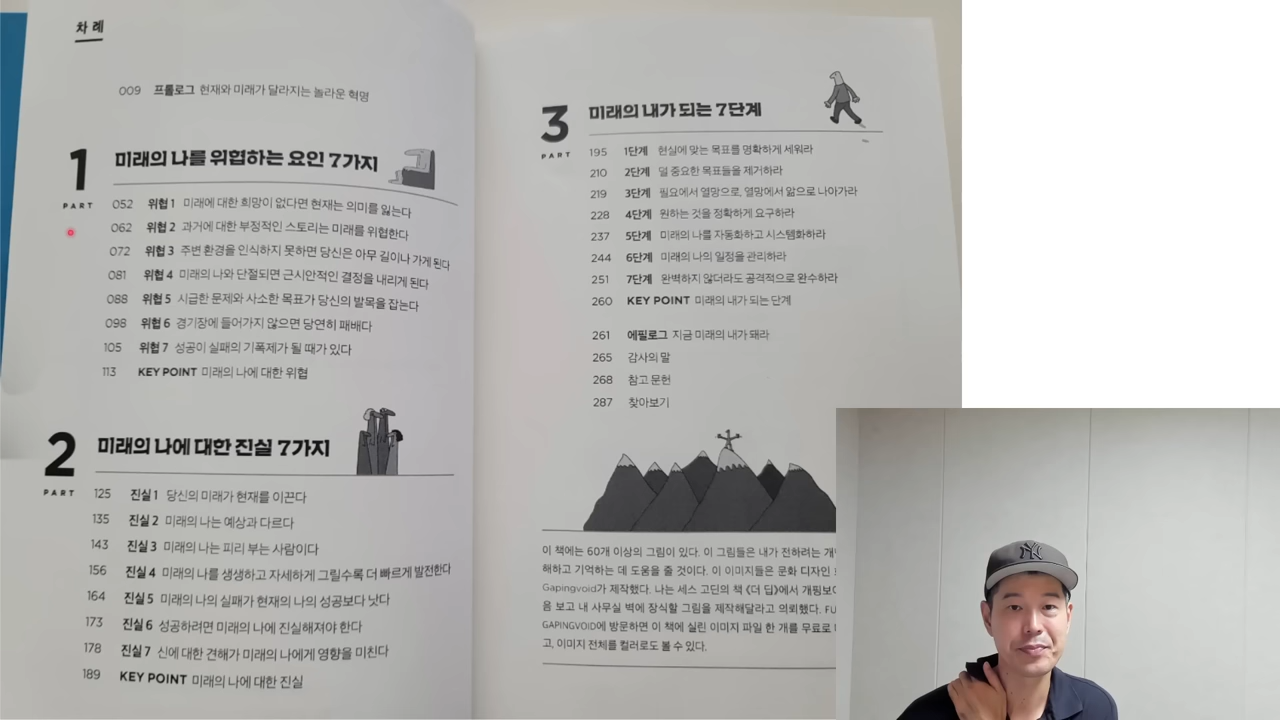 차 례
009 프롤로그 현재와 미래가 달라지는 놀라운 혁명
1
PART
미래의 나를 위협하는 요인 7가지
052 위협 1 미래에 대한 희망이 없다면 현재는 의미를 잃는다
062 위협 2 과거에 대한 부정적인 스토리는 미래를 위협한다
072 위협 3 주변 환경을 인식하지 못하면 당신은 아무 길이나 가게 된다
081 위협 4 미래의 나와 단절되면 근시안적인 결정을 내리게 된다
088 위협 5 시급한 문제와 사소한 목표가 당신의 발목을 잡는다
098 위협 6 경기장에 들어가지 않으면 당연히 패배다
105 위협 7 성공이 실패의 기폭제가 될 때가 있다
113 KEY POINT 미래의 나에 대한 위협
2
PART
미래의 나에 대한 진실 7가지
125 진실 1 당신의 미래가 현재를 이끈다
135 진실 2 미래의 나는 예상과 다르다
143 진실 3 미래의 나는 피리 부는 사람이다
156 진실 4 미래의 나를 생생하고 자세하게 그릴수록 더 빠르게 발전한다
164 진실 5 미래의 나의 실패가 현재의 나의 성공보다 낫다
173 진실 6 성공하려면 미래의 나에 진실해져야 한다
178 진실 7 신에 대한 견해가 미래의 나에게 영향을 미친다
189 KEY POINT 미래의 나에 대한 진실
3
PART
미래의 내가 되는 7단계
195 1단계 현실에 맞는 목표를 명확하게 세워라
210 2단계 덜 중요한 목표들을 제거하라
219 3단계 필요에서 열망으로, 열망에서 앎으로 나아가라
228 4단계 원하는 것을 정확하게 요구하라
237 5단계 미래의 나를 자동화하고 시스템화하라
244 6단계 미래의 나의 일정을 관리하라
251 7단계 완벽하지 않더라도 공격적으로 완수하라
260 KEY POINT 미래의 내가 되는 단계
261 에필로그 지금 미래의 내가 돼라
265 감사의 말
268 참고 문헌
287 찾아보기
이 책에는 60개 이상의 그림이 있다. 이 그림들은 내가 전하려는
해하고 기억하는 데 도움을 줄 것이다. 이 이미지들은 문화 디자인
Gapingvoid가 제작했다. 나는 세스 고딘의 책 《더 딥》에서
음 보고 내 사무실 벽에 장식할 그림을 제작해달라고 의뢰했다.
GAPINGVOID에 방문하면 이 책에 실린 이미지 파일 한 개를 무료로
고, 이미지 전체를 컬러로도 볼 수 있다.
NY